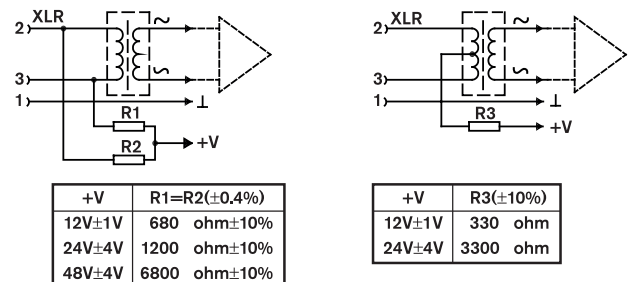 2 XLR
3
1 ⊥
R1
R2 +V
+V R1=R2(±0.4%)
12V±1V 680 ohm±10%
24V±4V 1200 ohm±10%
48V±4V 6800 ohm±10%
XLR
2
3
1 ⊥
R3 +V
+V R3(±10%)
12V±1V 330 ohm
24V±4V 3300 ohm